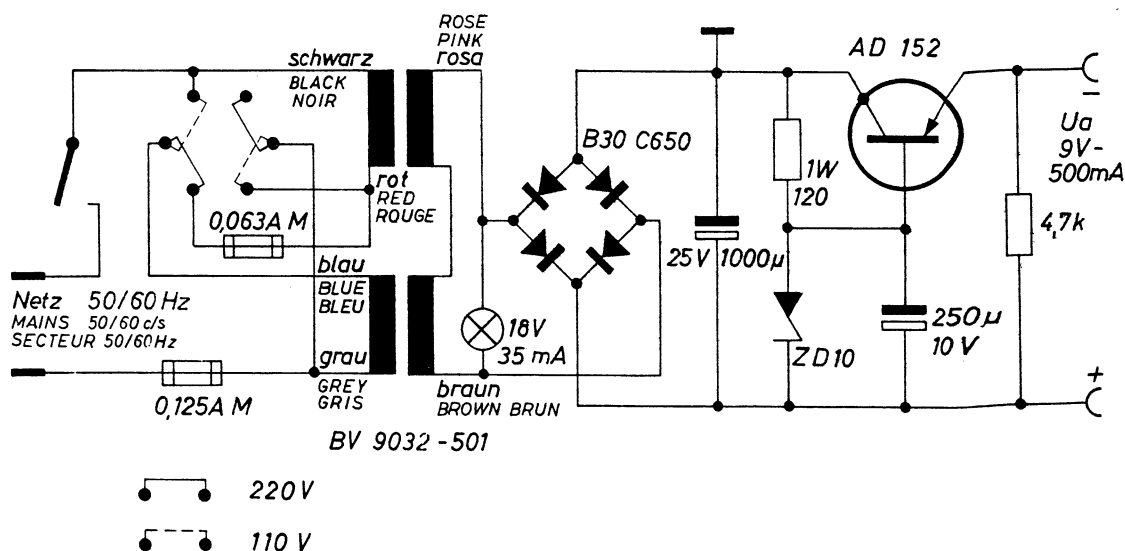 ROSE
PINK
rosa
schwarz
BLACK
NOIR
AD 152
–
Ua
9V-
500mA
B30 C650
1W
120
rot
RED
ROUGE
0,063A M
4,7k
25V 1000µ
blau
BLUE
BLEU
Netz 50/60 Hz
MAINS 50/60 c/s
SECTEUR 50/60Hz
18V
35 mA
250µ
10V
ZD10
grau
GREY
GRIS
braun
BROWN BRUN
+
0,125A M
BV 9032-501
220V
110 V